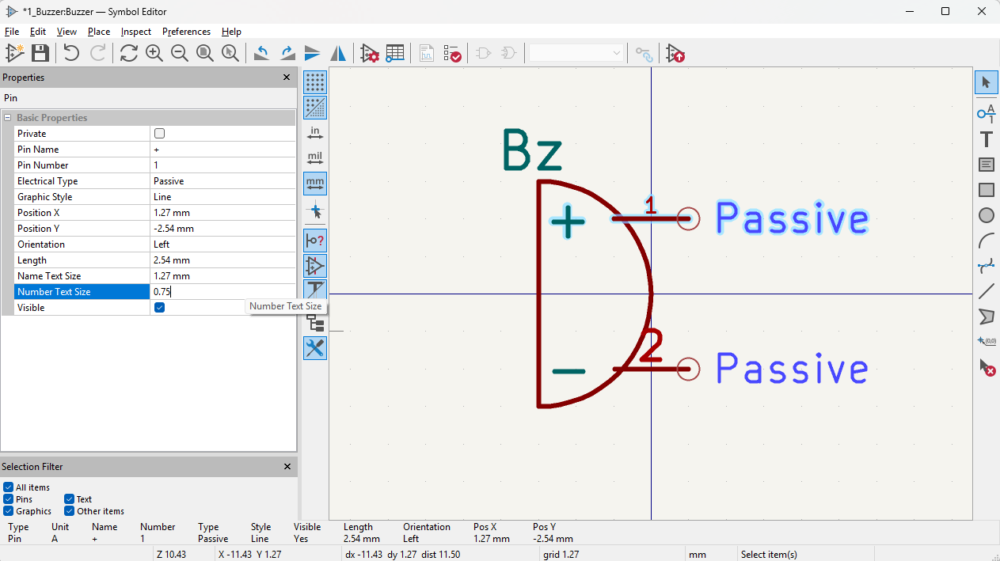 *1_Buzzer:Buzzer — Symbol Editor
File Edit View Place Inspect Preferences Help
Properties
Pin
Basic Properties
Private
Pin Name +
Pin Number 1
Electrical Type Passive
Graphic Style Line
Position X 1.27 mm
Position Y -2.54 mm
Orientation Left
Length 2.54 mm
Name Text Size 1.27 mm
Number Text Size 0.75
Visible
Number Text Size
in
mil
mm
Bz
+ 1 Passive
− 2 Passive
A
1
T
(0,0)
Selection Filter
All items
Pins Text
Graphics Other items
Type Unit Name Number Type Style Visible Length Orientation Pos X Pos Y
Pin A + 1 Passive Line Yes 2.54 mm Left 1.27 mm -2.54 mm
Z 10.43 X -11.43 Y 1.27 dx -11.43 dy 1.27 dist 11.50 grid 1.27 mm Select item(s)